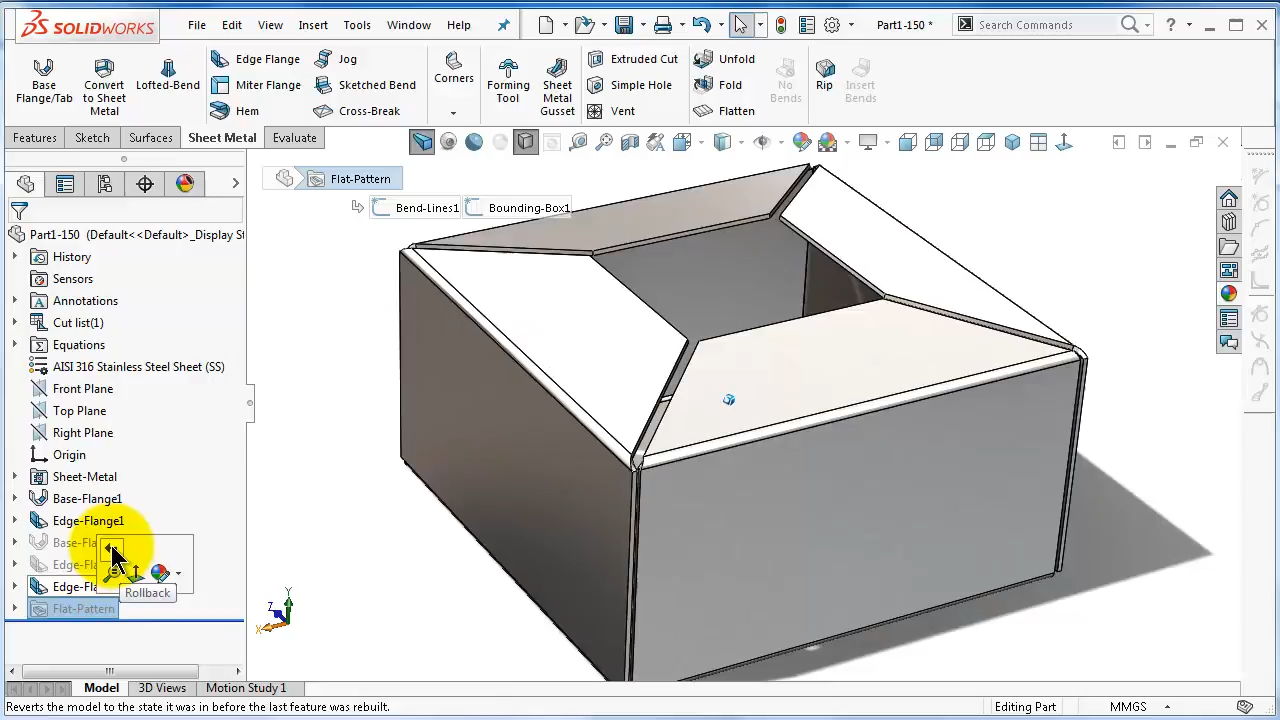 SOLIDWORKS File Edit View Insert Tools Window Help Part1-150 * Search Commands
Base Flange/Tab
Convert to Sheet Metal
Lofted-Bend
Edge Flange
Miter Flange
Hem
Jog
Sketched Bend
Cross-Break
Corners
Forming Tool
Sheet Metal Gusset
Extruded Cut
Simple Hole
Vent
Unfold
Fold
Flatten
No Bends
Rip
Insert Bends
Features Sketch Surfaces Sheet Metal Evaluate
Flat-Pattern
Bend-Lines1 Bounding-Box1
Part1-150 (Default<<Default>_Display St
History
Sensors
Annotations
Cut list(1)
Equations
AISI 316 Stainless Steel Sheet (SS)
Front Plane
Top Plane
Right Plane
Origin
Sheet-Metal
Base-Flange1
Edge-Flange1
Base-Fla
Edge-Fla
Edge-Fla
Rollback
Flat-Pattern
Y
Z
X
Model 3D Views Motion Study 1
Reverts the model to the state it was in before the last feature was rebuilt. Editing Part MMGS